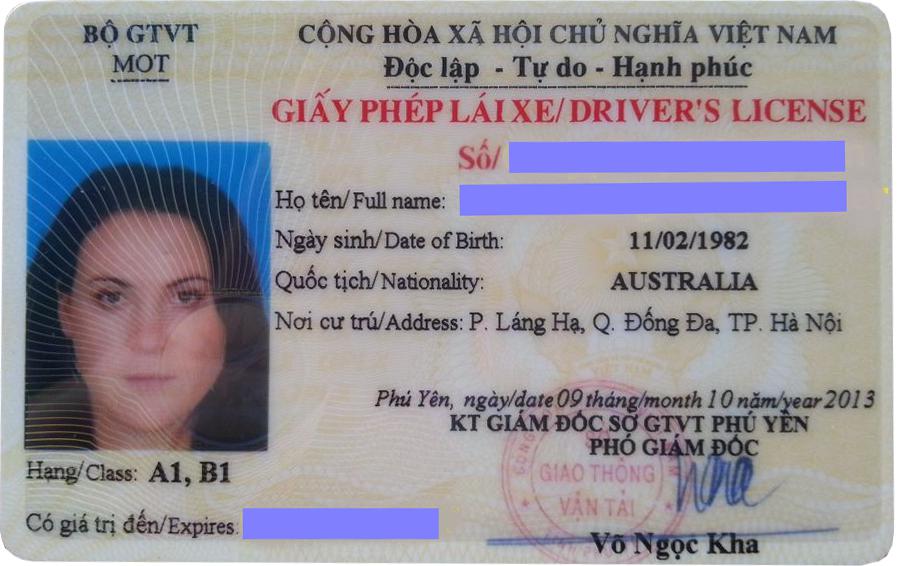 BỘ GTVT
MOT
CỘNG HÒA XÃ HỘI CHỦ NGHĨA VIỆT NAM
Độc lập - Tự do - Hạnh phúc
GIẤY PHÉP LÁI XE/ DRIVER'S LICENSE
Số/
Họ tên/ Full name:
Ngày sinh/ Date of Birth: 11/02/1982
Quốc tịch/ Nationality: AUSTRALIA
Nơi cư trú/Address: P. Láng Hạ, Q. Đống Đa, TP. Hà Nội
Phú Yên, ngày/date 09 tháng/month 10 năm/year 2013
KT GIÁM ĐỐC SỞ GTVT PHÚ YÊN
PHÓ GIÁM ĐỐC
GIAO THÔNG
VẬN TẢI
Võ Ngọc Kha
Hạng/ Class: A1, B1
Có giá trị đến/Expires: